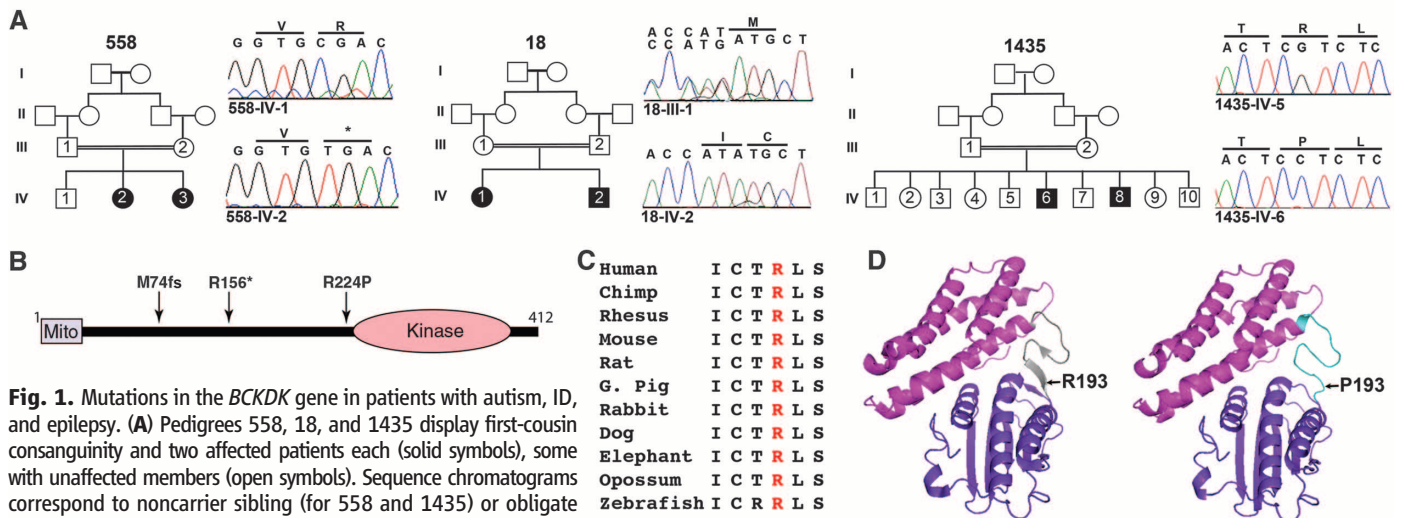 A
558
I
II
III
IV
1
2
1
2
3
V R
G G T G C G A C
558-IV-1
V *
G G T G T G A C
558-IV-2
18
I
II
III
IV
1
2
1
2
A C C A T M
C C A T G A T G C T
18-III-1
I C
A C C A T A T G C T
18-IV-2
1435
I
II
III
IV
1
2
1 2 3 4 5 6 7 8 9 10
T R L
A C T C G T C T C
1435-IV-5
T P L
A C T C C T C T C
1435-IV-6
B
M74fs R156* R224P
1 Mito Kinase 412
Fig. 1. Mutations in the BCKDK gene in patients with autism, ID,
and epilepsy. (A) Pedigrees 558, 18, and 1435 display first-cousin
consanguinity and two affected patients each (solid symbols), some
with unaffected members (open symbols). Sequence chromatograms
correspond to noncarrier sibling (for 558 and 1435) or obligate
C
Human I C T R L S
Chimp I C T R L S
Rhesus I C T R L S
Mouse I C T R L S
Rat I C T R L S
G. Pig I C T R L S
Rabbit I C T R L S
Dog I C T R L S
Elephant I C T R L S
Opossum I C T R L S
Zebrafish I C R R L S
D
R193
P193